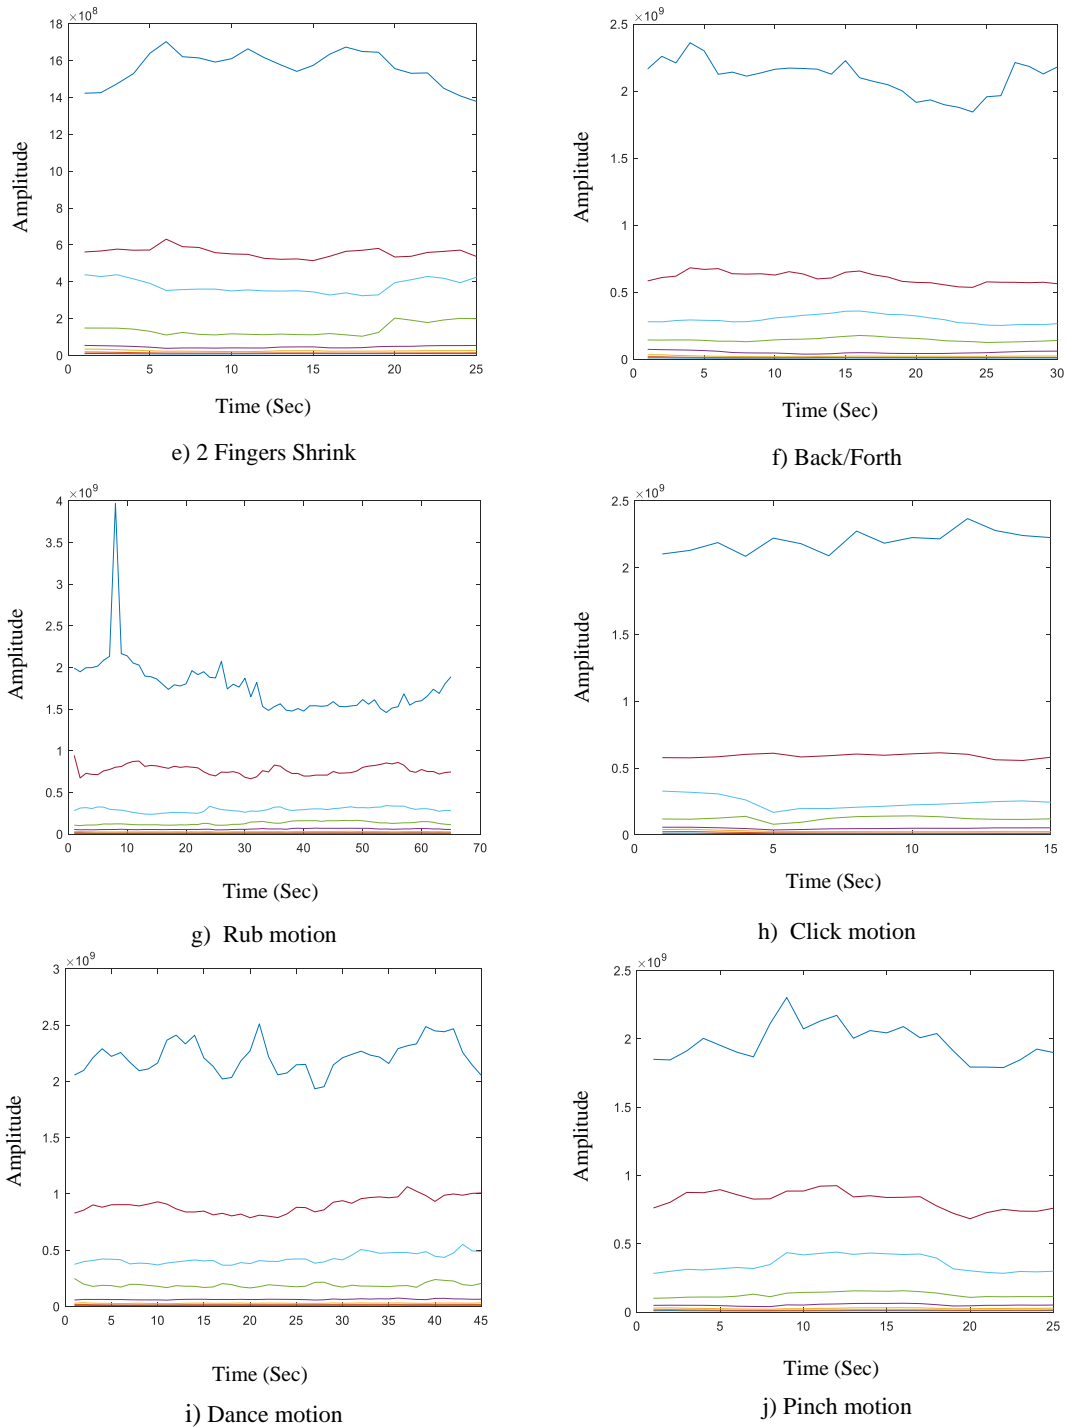 ×10^8
18
16
14
12
10
8
6
4
2
0
0 5 10 15 20 25
Amplitude
Time (Sec)
e) 2 Fingers Shrink
×10^9
2.5
2
1.5
1
0.5
0
0 5 10 15 20 25 30
Amplitude
Time (Sec)
f) Back/Forth
×10^9
4
3.5
3
2.5
2
1.5
1
0.5
0
0 10 20 30 40 50 60 70
Amplitude
Time (Sec)
g) Rub motion
×10^9
2.5
2
1.5
1
0.5
0
0 5 10 15
Amplitude
Time (Sec)
h) Click motion
×10^9
3
2.5
2
1.5
1
0.5
0
0 5 10 15 20 25 30 35 40 45
Amplitude
Time (Sec)
i) Dance motion
×10^9
2.5
2
1.5
1
0.5
0
0 5 10 15 20 25
Amplitude
Time (Sec)
j) Pinch motion